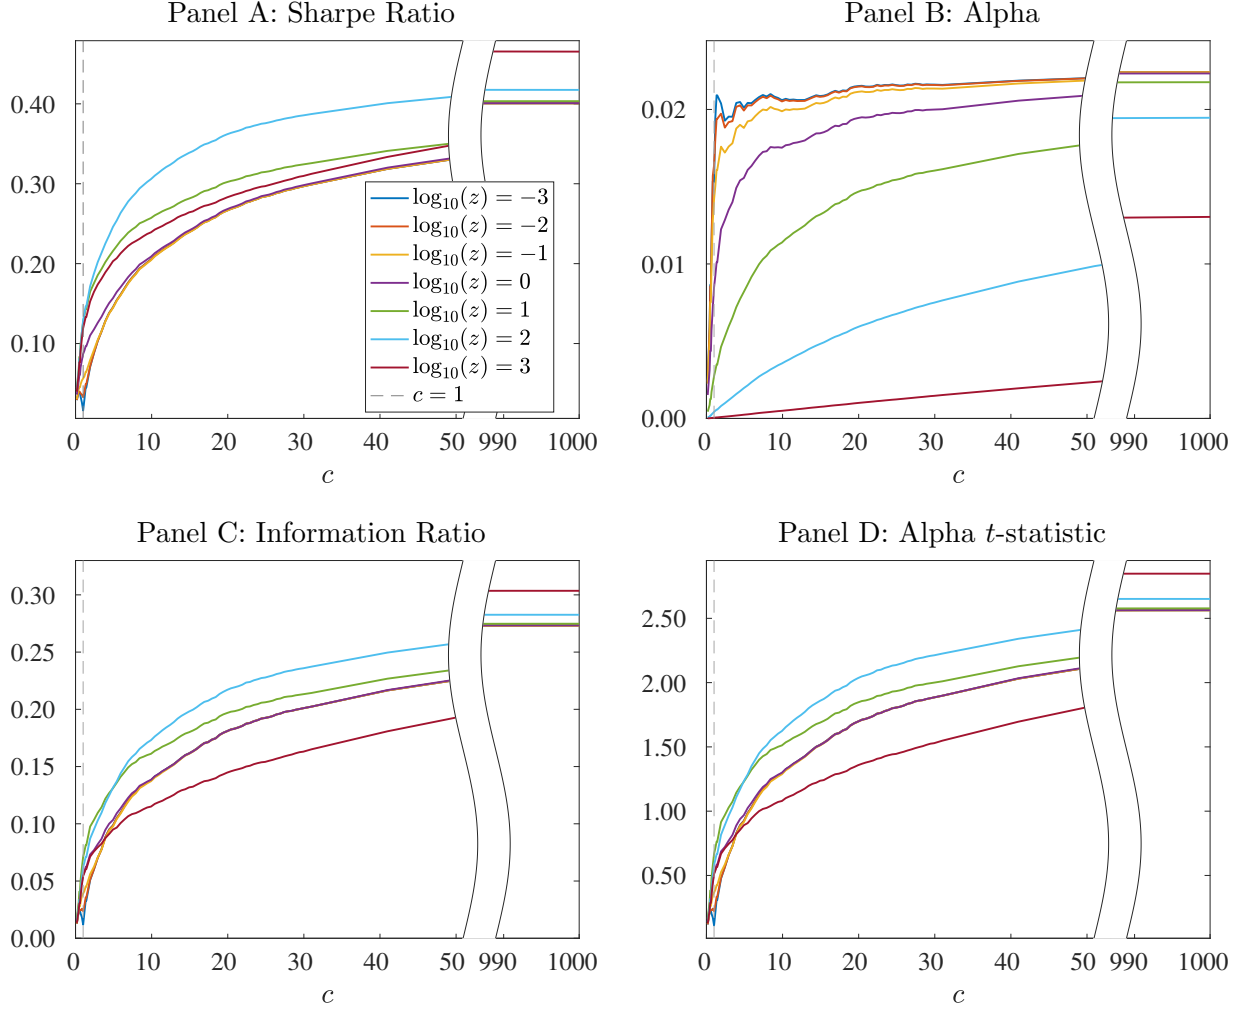 Panel A: Sharpe Ratio
0.40
0.30
0.20
0.10
0 10 20 30 40 50 990 1000
c
log₁₀(z) = −3
log₁₀(z) = −2
log₁₀(z) = −1
log₁₀(z) = 0
log₁₀(z) = 1
log₁₀(z) = 2
log₁₀(z) = 3
c = 1
Panel B: Alpha
0.02
0.01
0.00
0 10 20 30 40 50 990 1000
c
Panel C: Information Ratio
0.30
0.25
0.20
0.15
0.10
0.05
0.00
0 10 20 30 40 50 990 1000
c
Panel D: Alpha t-statistic
2.50
2.00
1.50
1.00
0.50
0 10 20 30 40 50 990 1000
c